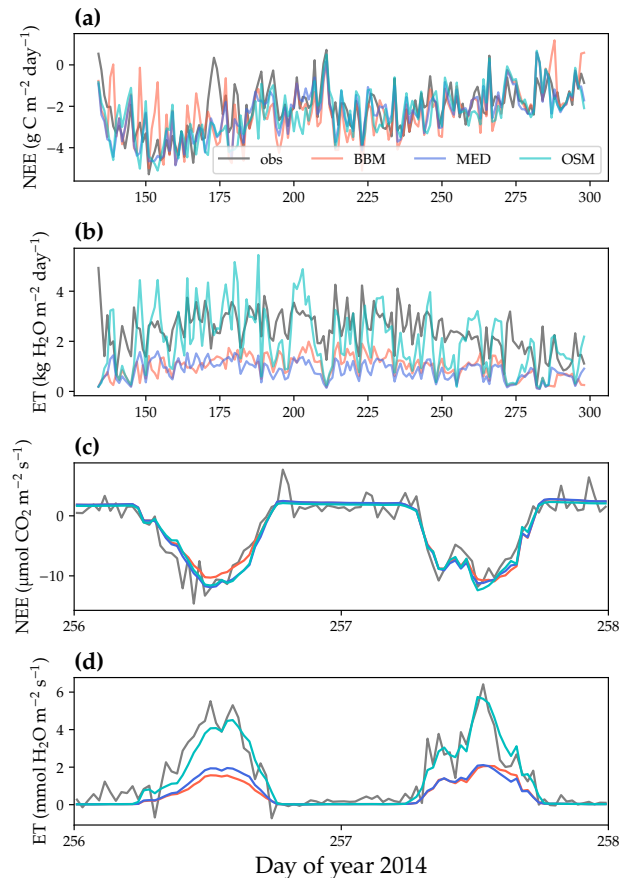 (a)
NEE (g C m⁻² day⁻¹)
0
−2
−4
obs BBM MED OSM
150 175 200 225 250 275 300
(b)
ET (kg H₂O m⁻² day⁻¹)
4
2
0
150 175 200 225 250 275 300
(c)
NEE (μmol CO₂ m⁻² s⁻¹)
0
−10
256 257 258
(d)
ET (mmol H₂O m⁻² s⁻¹)
6
4
2
0
256 257 258
Day of year 2014